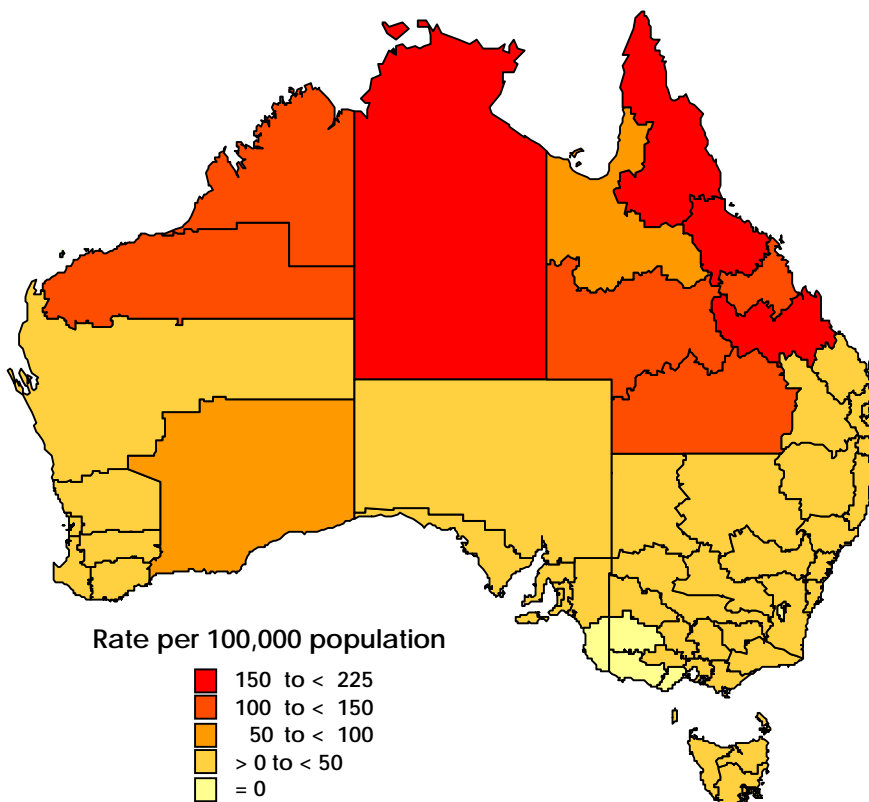 Rate per 100,000 population
150 to < 225
100 to < 150
50 to < 100
> 0 to < 50
= 0